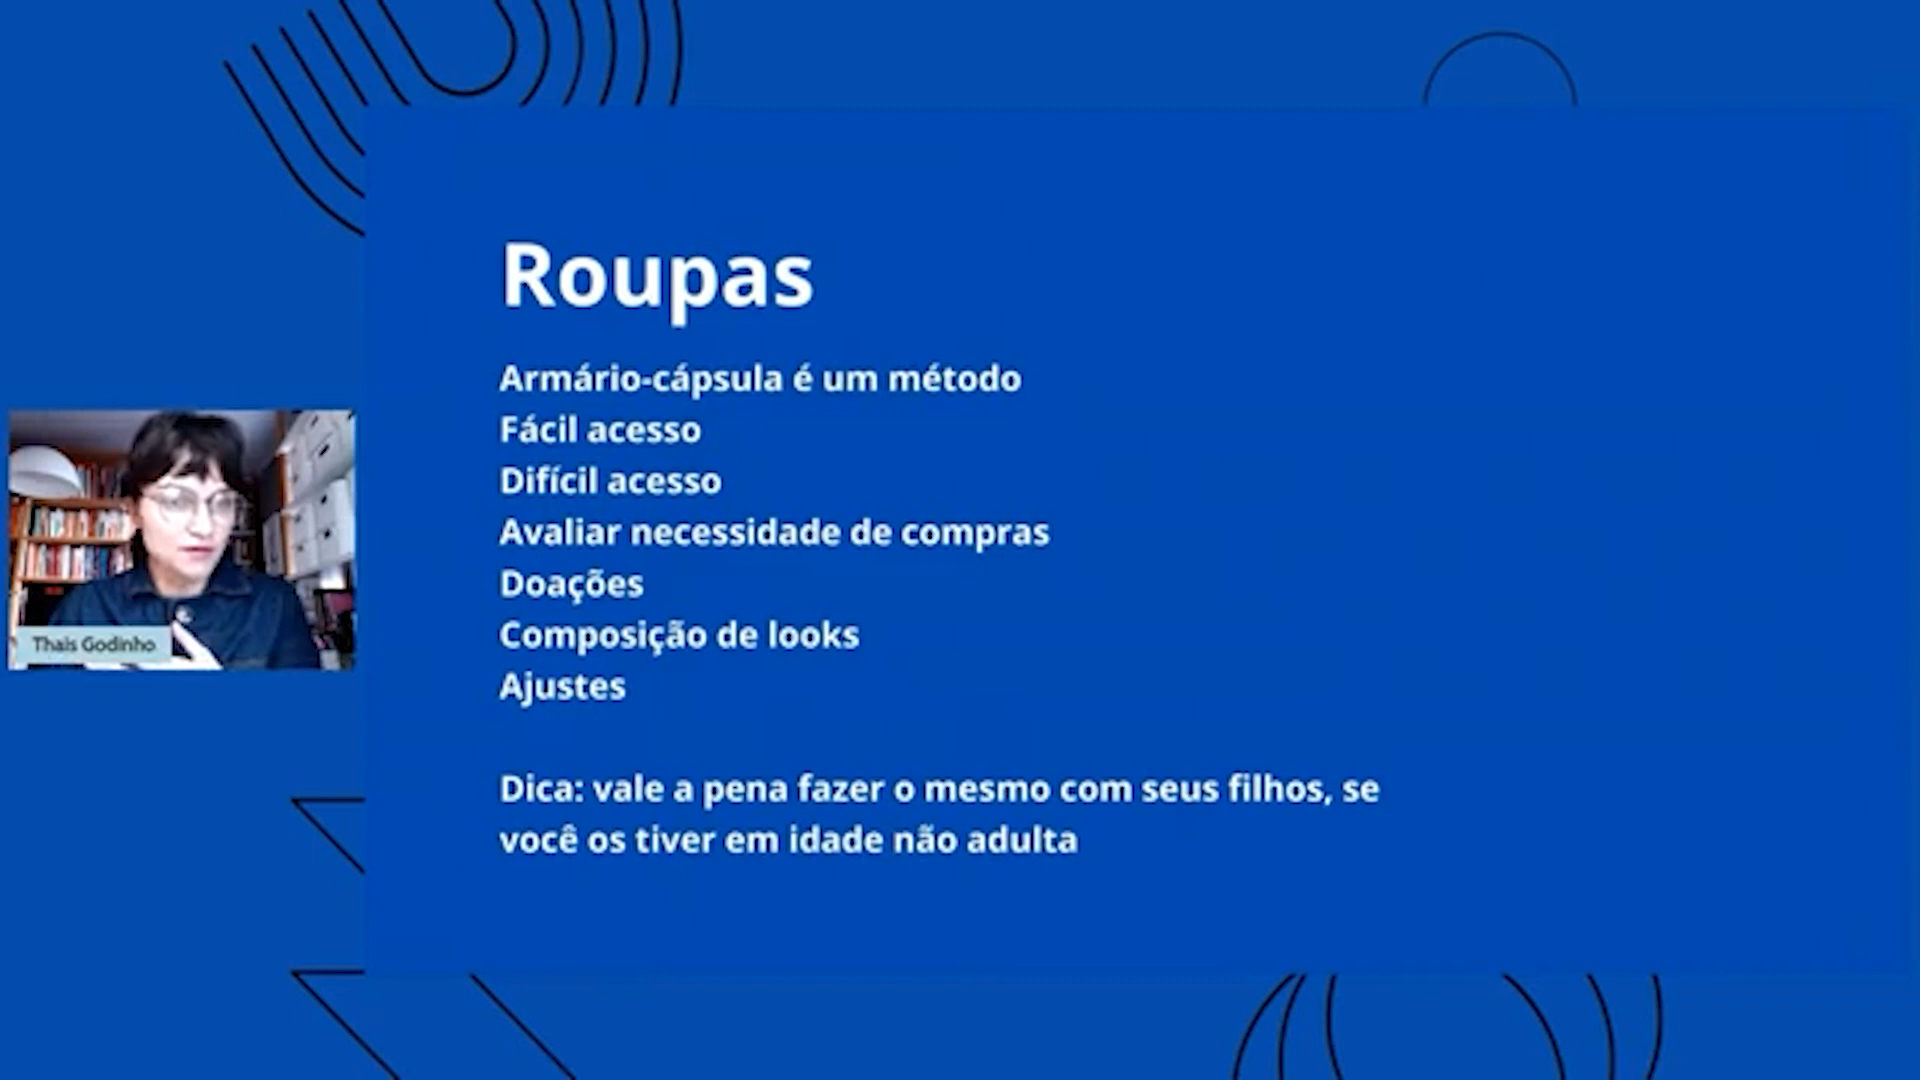 Roupas
Armário-cápsula é um método
Fácil acesso
Difícil acesso
Avaliar necessidade de compras
Doações
Composição de looks
Ajustes
Dica: vale a pena fazer o mesmo com seus filhos, se
você os tiver em idade não adulta
Thais Godinho